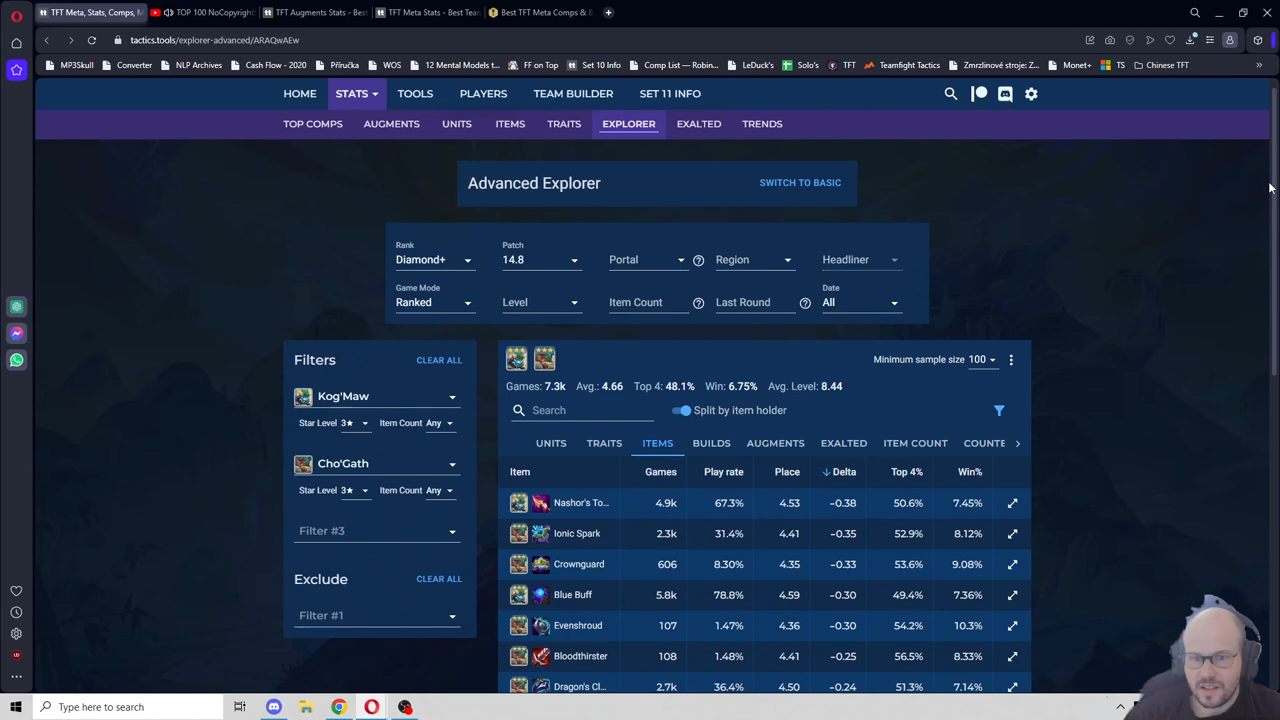 TFT Meta, Stats, Comps, M
TOP 100 NoCopyright
TFT Augments Stats - Bes
TFT Meta Stats - Best Tea
Best TFT Meta Comps & B
tactics.tools/explorer-advanced/ARAQwAEw
MP3Skull
Converter
NLP Archives
Cash Flow - 2020
Příručka
WOS
12 Mental Models t...
FF on Top
Set 10 Info
Comp List — Robin...
LeDuck's
Solo's
TFT
Teamfight Tactics
Zmrzlinové stroje: Z...
Monet+
TS
Chinese TFT
HOME
STATS
TOOLS
PLAYERS
TEAM BUILDER
SET 11 INFO
TOP COMPS
AUGMENTS
UNITS
ITEMS
TRAITS
EXPLORER
EXALTED
TRENDS
Advanced Explorer
SWITCH TO BASIC
Rank
Diamond+
Patch
14.8
Portal
Region
Headliner
Game Mode
Ranked
Level
Item Count
Last Round
Date
All
Filters
CLEAR ALL
Kog'Maw
Star Level 3★ Item Count Any
Cho'Gath
Star Level 3★ Item Count Any
Filter #3
Exclude
CLEAR ALL
Filter #1
Minimum sample size 100
Games: 7.3k Avg.: 4.66 Top 4: 48.1% Win: 6.75% Avg. Level: 8.44
Search
Split by item holder
UNITS TRAITS ITEMS BUILDS AUGMENTS EXALTED ITEM COUNT COUNTE
Item Games Play rate Place Delta Top 4% Win%
Nashor's To... 4.9k 67.3% 4.53 -0.38 50.6% 7.45%
Ionic Spark 2.3k 31.4% 4.41 -0.35 52.9% 8.12%
Crownguard 606 8.30% 4.35 -0.33 53.6% 9.08%
Blue Buff 5.8k 78.8% 4.59 -0.30 49.4% 7.36%
Evenshroud 107 1.47% 4.36 -0.30 54.2% 10.3%
Bloodthirster 108 1.48% 4.41 -0.25 56.5% 8.33%
Dragon's Cl... 2.7k 36.4% 4.50 -0.24 51.3% 7.14%
Type here to search